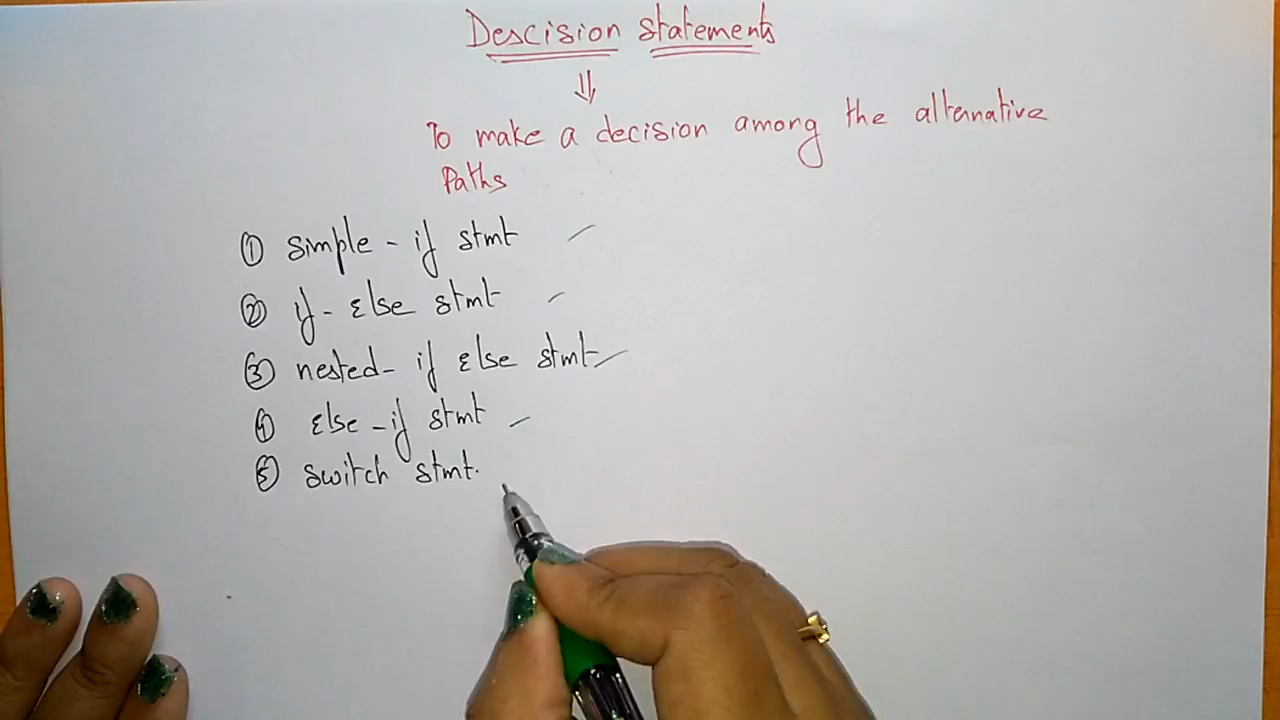 Descision statements
⇓
To make a decision among the alternative
Paths
① simple - if stmt
② if - else stmt
③ nested - if else stmt
④ else - if stmt
⑤ switch stmt.